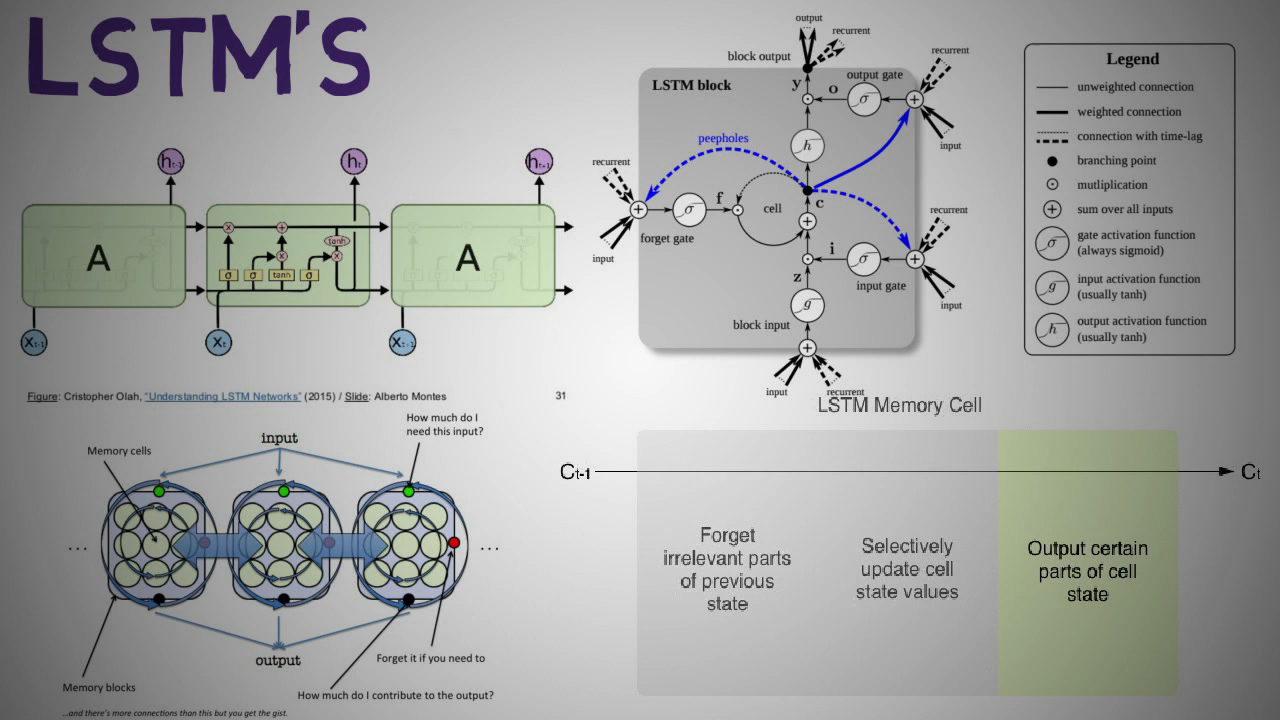 LSTM'S
h t-1
h t
h t+1
A
A
x
+
tanh
x
x
σ
σ
tanh
σ
X t-1
X t
X t-1
Figure: Cristopher Olah, "Understanding LSTM Networks" (2015) / Slide: Alberto Montes
31
output
recurrent
block output
recurrent
LSTM block
y
o
output gate
σ
+
h
input
peepholes
recurrent
f
σ
cell
c
+
forget gate
input
recurrent
i
σ
z
input gate
g
block input
input
input
recurrent
Legend
unweighted connection
weighted connection
connection with time-lag
branching point
mutliplication
sum over all inputs
σ
gate activation function
(always sigmoid)
g
input activation function
(usually tanh)
h
output activation function
(usually tanh)
How much do I
need this input?
input
Memory cells
...
...
output
Forget it if you need to
Memory blocks
How much do I contribute to the output?
...and there's more connections than this but you get the gist.
LSTM Memory Cell
Ct-1
Ct
Forget
irrelevant parts
of previous
state
Selectively
update cell
state values
Output certain
parts of cell
state